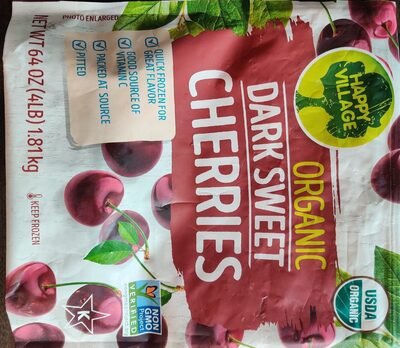 HAPPY
VILLAGE
ORGANIC
DARK SWEET
CHERRIES
QUICK FROZEN FOR
GREAT FLAVOR
GOOD SOURCE OF
VITAMIN C
PACKED AT SOURCE
PITTED
PHOTO ENLARGED
NET WT 64 OZ (4LB) 1.81 kg
KEEP FROZEN
USDA
ORGANIC
NON
GMO
Project
VERIFIED
K